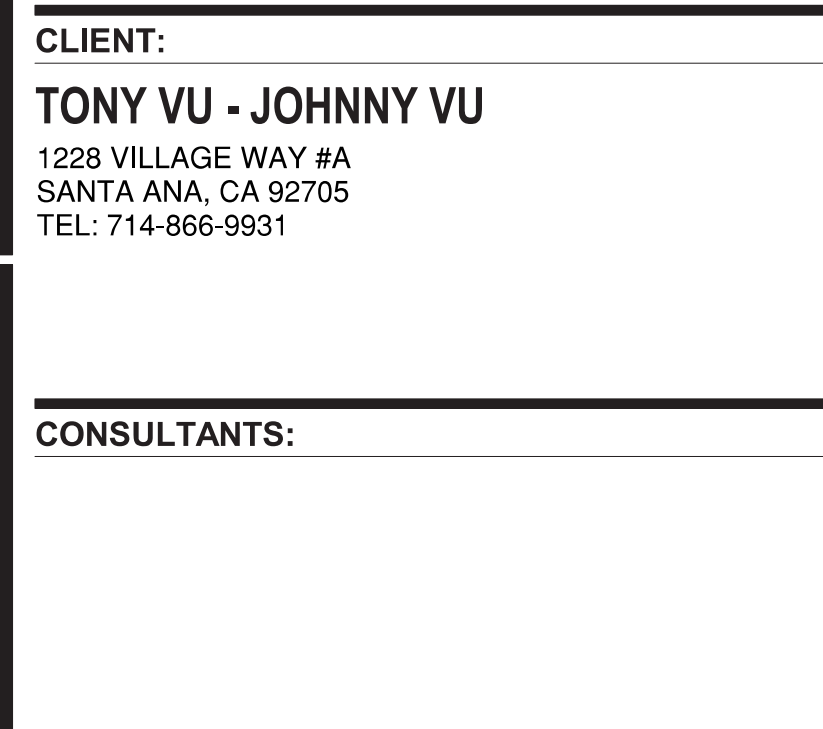 CLIENT:
TONY VU - JOHNNY VU
1228 VILLAGE WAY #A
SANTA ANA, CA 92705
TEL: 714-866-9931
CONSULTANTS: